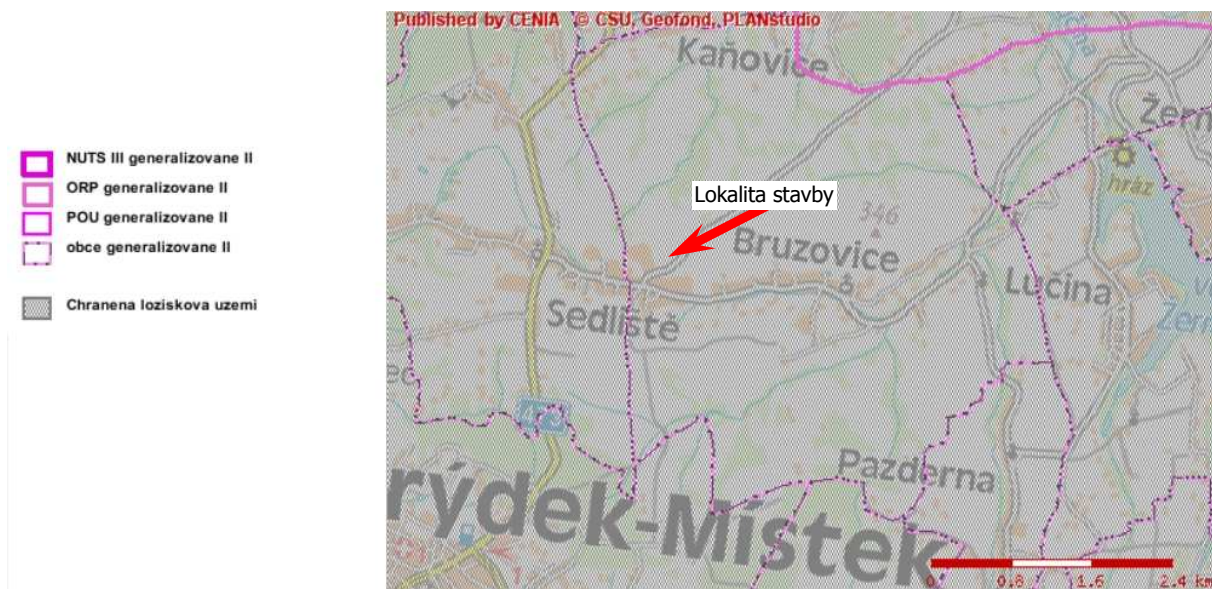 Published by CENIA © CSU, Geofond, PLANstudio
NUTS III generalizovane II
ORP generalizovane II
POU generalizovane II
obce generalizovane II
Chranena loziskova uzemi
Kaňovice
Žerm
hráz
Lokalita stavby
346
Bruzovice
Lučina
Sedliště
Žerm
Pazderna
rýdek-Místek
0 0.8 1.6 2.4 km